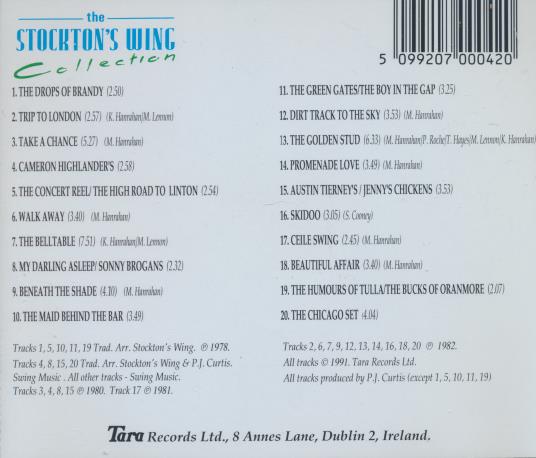 the
STOCKTON'S WING
Collection
5 099207 000420
1. THE DROPS OF BRANDY (2.50)
2. TRIP TO LONDON (2.57) (K. Hanrahan/M. Lennon)
3. TAKE A CHANCE (5.27) (M. Hanrahan)
4. CAMERON HIGHLANDER'S (2.58)
5. THE CONCERT REEL/ THE HIGH ROAD TO LINTON (2.54)
6. WALK AWAY (3.40) (M. Hanrahan)
7. THE BELLTABLE (7.51) (K. Hanrahan/M. Lennon)
8. MY DARLING ASLEEP/ SONNY BROGANS (2.32)
9. BENEATH THE SHADE (4.10) (M. Hanrahan)
10. THE MAID BEHIND THE BAR (3.49)
11. THE GREEN GATES/THE BOY IN THE GAP (3.25)
12. DIRT TRACK TO THE SKY (3.53) (M. Hanrahan)
13. THE GOLDEN STUD (6.33) (M. Hanrahan/P. Roche/T. Hayes/M. Lennon/K. Hanrahan)
14. PROMENADE LOVE (3.49) (M. Hanrahan)
15. AUSTIN TIERNEY'S / JENNY'S CHICKENS (3.53)
16. SKIDOO (3.05) (S. Cooney)
17. CEILE SWING (2.45) (M. Hanrahan)
18. BEAUTIFUL AFFAIR (3.40) (M. Hanrahan)
19. THE HUMOURS OF TULLA/THE BUCKS OF ORANMORE (2.07)
20. THE CHICAGO SET (4.04)
Tracks 1, 5, 10, 11, 19 Trad. Arr. Stockton's Wing. ℗ 1978.
Tracks 4, 8, 15, 20 Trad. Arr. Stockton's Wing & P.J. Curtis.
Swing Music . All other tracks - Swing Music.
Tracks 3, 4, 8, 15 ℗ 1980. Track 17 ℗ 1981.
Tracks 2, 6, 7, 9, 12, 13, 14, 16, 18, 20 ℗ 1982.
All tracks © 1991. Tara Records Ltd.
All tracks produced by P.J. Curtis (except 1, 5, 10, 11, 19)
Tara Records Ltd., 8 Annes Lane, Dublin 2, Ireland.